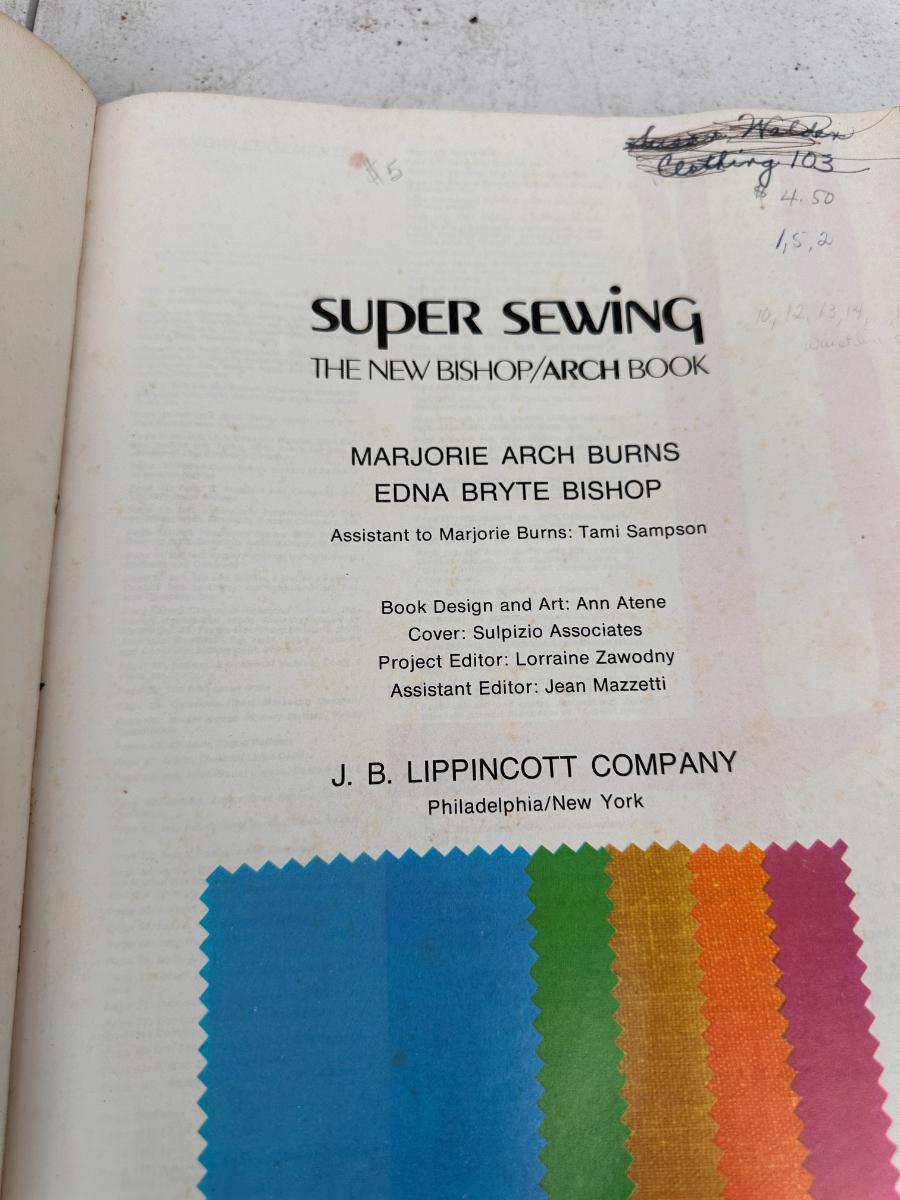 $5
Susan Walden
Clothing 103
$ 4.50
1,5,2
10, 12, 13, 14,
SUPER SEWING
THE NEW BISHOP/ARCH BOOK
MARJORIE ARCH BURNS
EDNA BRYTE BISHOP
Assistant to Marjorie Burns: Tami Sampson
Book Design and Art: Ann Atene
Cover: Sulpizio Associates
Project Editor: Lorraine Zawodny
Assistant Editor: Jean Mazzetti
J. B. LIPPINCOTT COMPANY
Philadelphia/New York